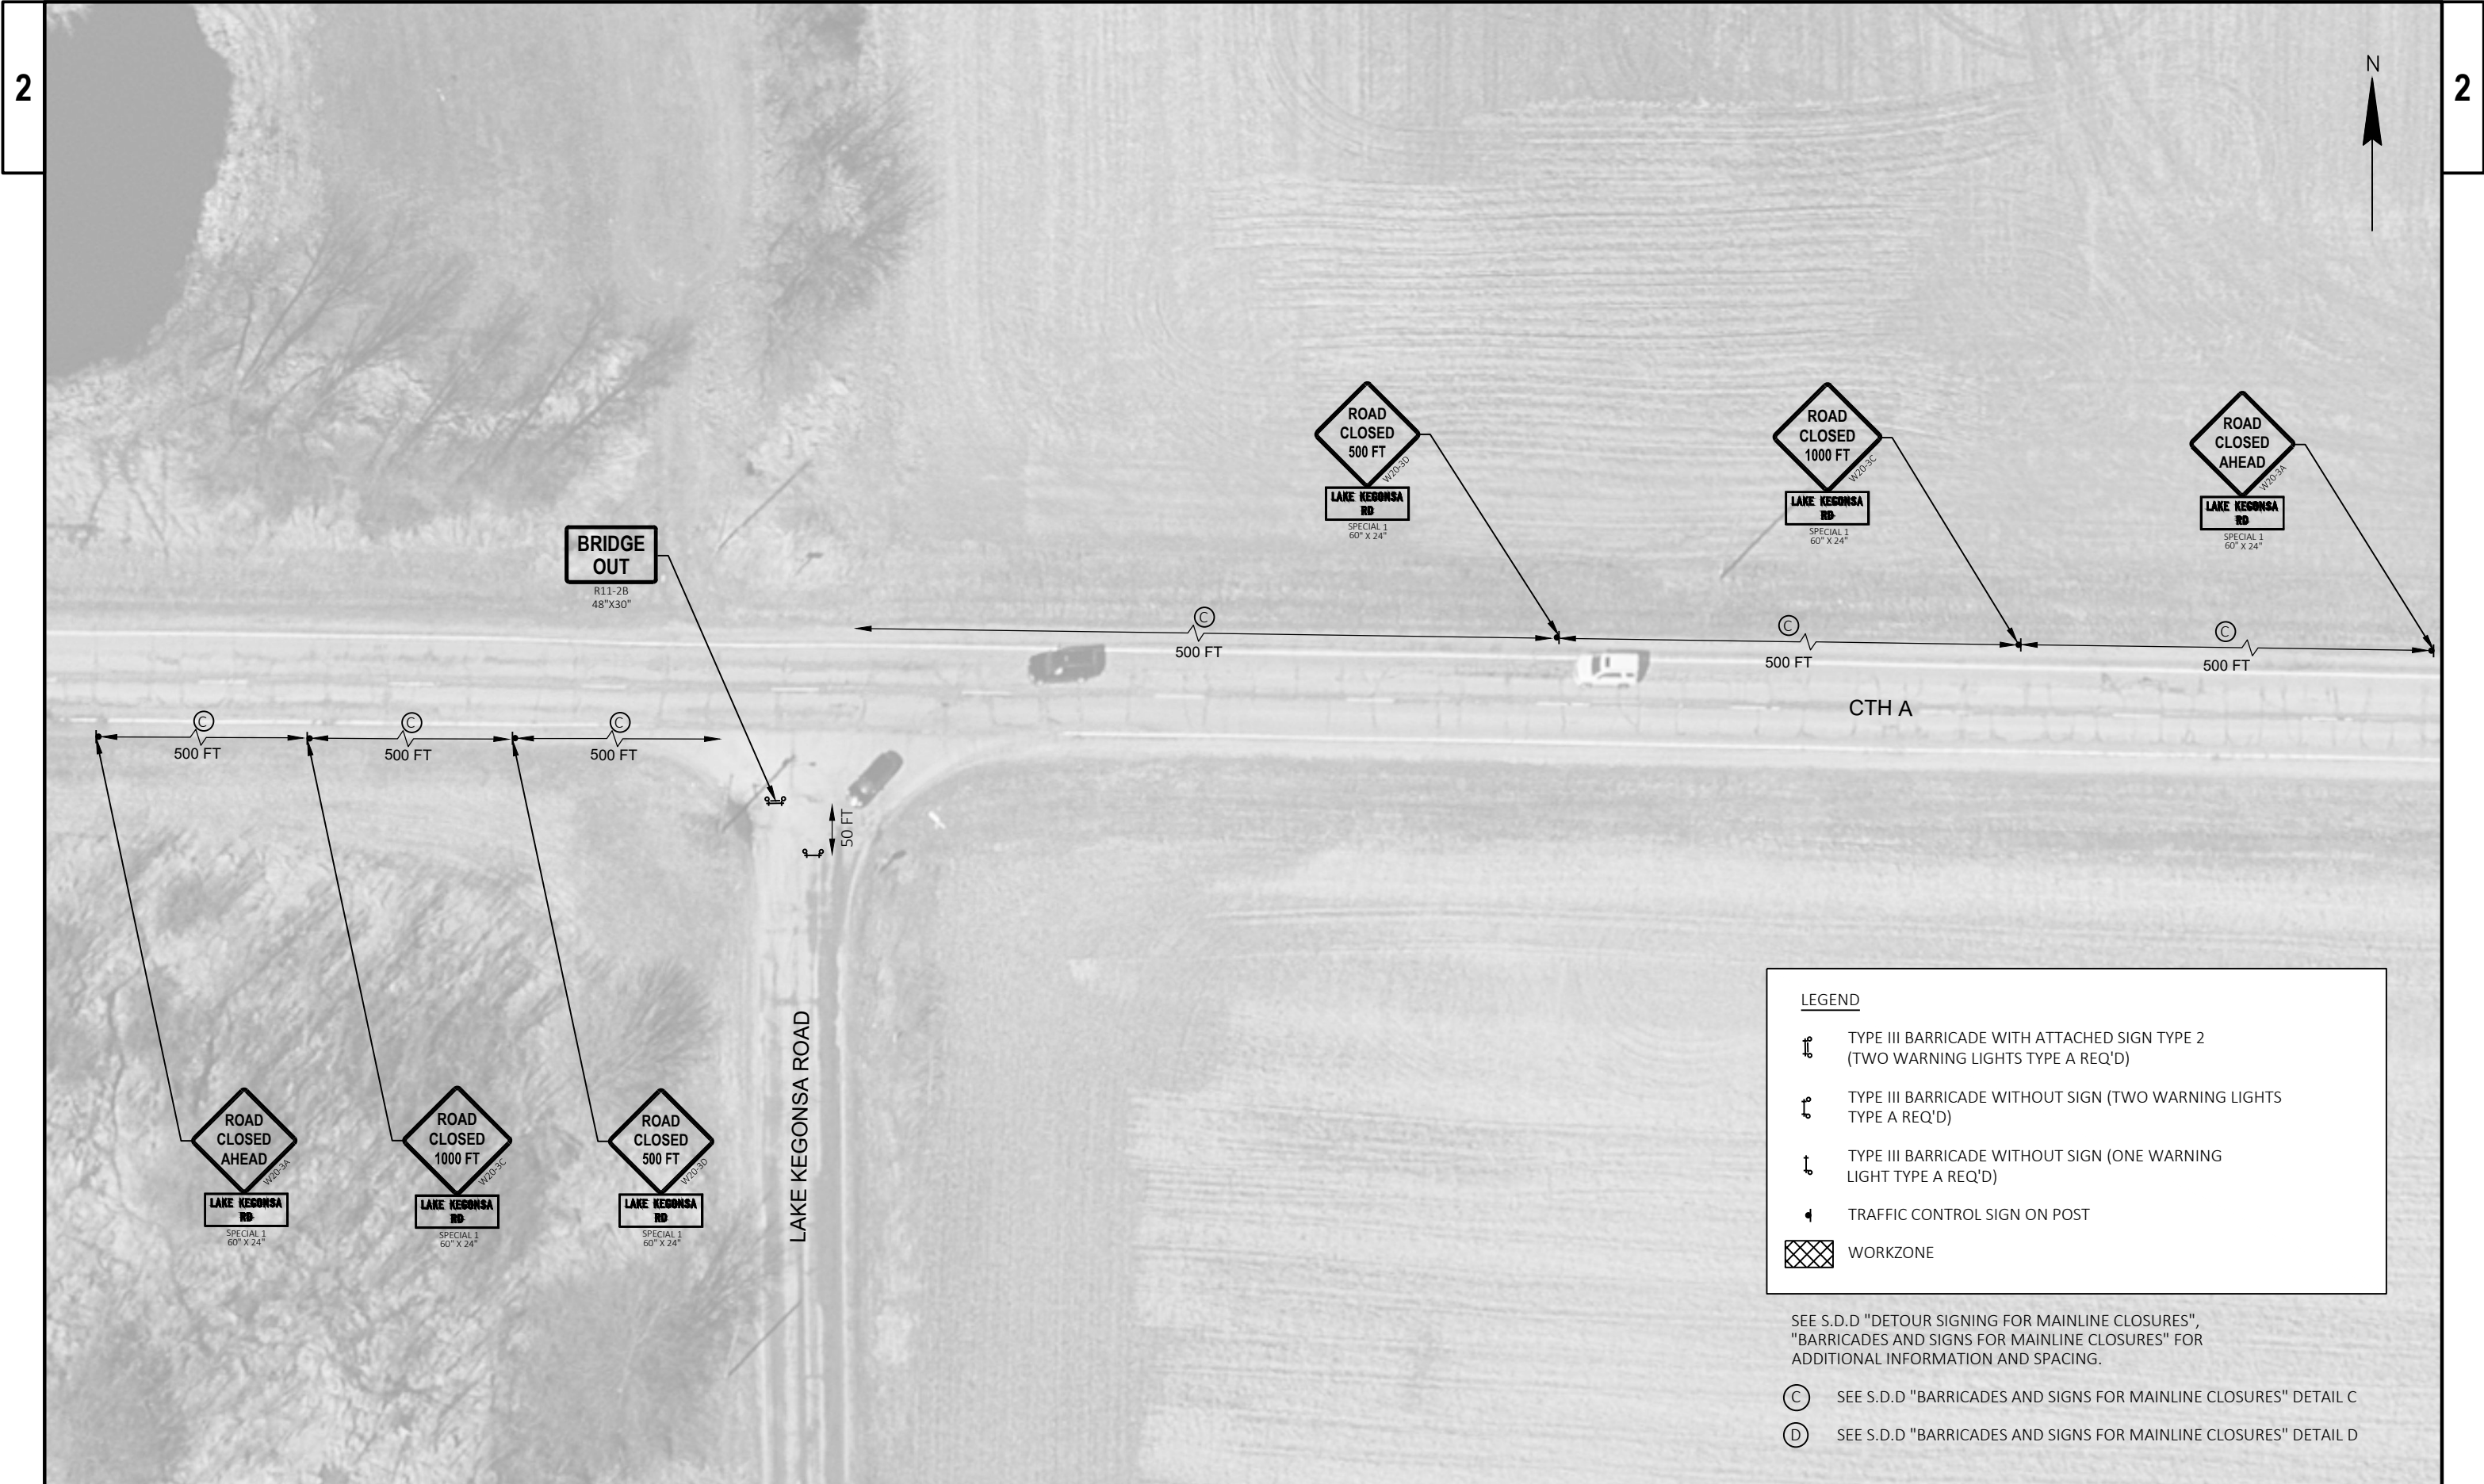 2
2
N
ROAD
CLOSED
500 FT
W20-3D
LAKE KEGONSA
RD
SPECIAL 1
60" X 24"
ROAD
CLOSED
1000 FT
W20-3C
LAKE KEGONSA
RD
SPECIAL 1
60" X 24"
ROAD
CLOSED
AHEAD
W20-3A
LAKE KEGONSA
RD
SPECIAL 1
60" X 24"
BRIDGE
OUT
R11-2B
48"X30"
C
500 FT
C
500 FT
C
500 FT
CTH A
C
500 FT
C
500 FT
C
500 FT
50 FT
LAKE KEGONSA ROAD
ROAD
CLOSED
AHEAD
W20-3A
LAKE KEGONSA
RD
SPECIAL 1
60" X 24"
ROAD
CLOSED
1000 FT
W20-3C
LAKE KEGONSA
RD
SPECIAL 1
60" X 24"
ROAD
CLOSED
500 FT
W20-3D
LAKE KEGONSA
RD
SPECIAL 1
60" X 24"
LEGEND
TYPE III BARRICADE WITH ATTACHED SIGN TYPE 2
(TWO WARNING LIGHTS TYPE A REQ'D)
TYPE III BARRICADE WITHOUT SIGN (TWO WARNING LIGHTS
TYPE A REQ'D)
TYPE III BARRICADE WITHOUT SIGN (ONE WARNING
LIGHT TYPE A REQ'D)
TRAFFIC CONTROL SIGN ON POST
WORKZONE
SEE S.D.D "DETOUR SIGNING FOR MAINLINE CLOSURES",
"BARRICADES AND SIGNS FOR MAINLINE CLOSURES" FOR
ADDITIONAL INFORMATION AND SPACING.
C SEE S.D.D "BARRICADES AND SIGNS FOR MAINLINE CLOSURES" DETAIL C
D SEE S.D.D "BARRICADES AND SIGNS FOR MAINLINE CLOSURES" DETAIL D